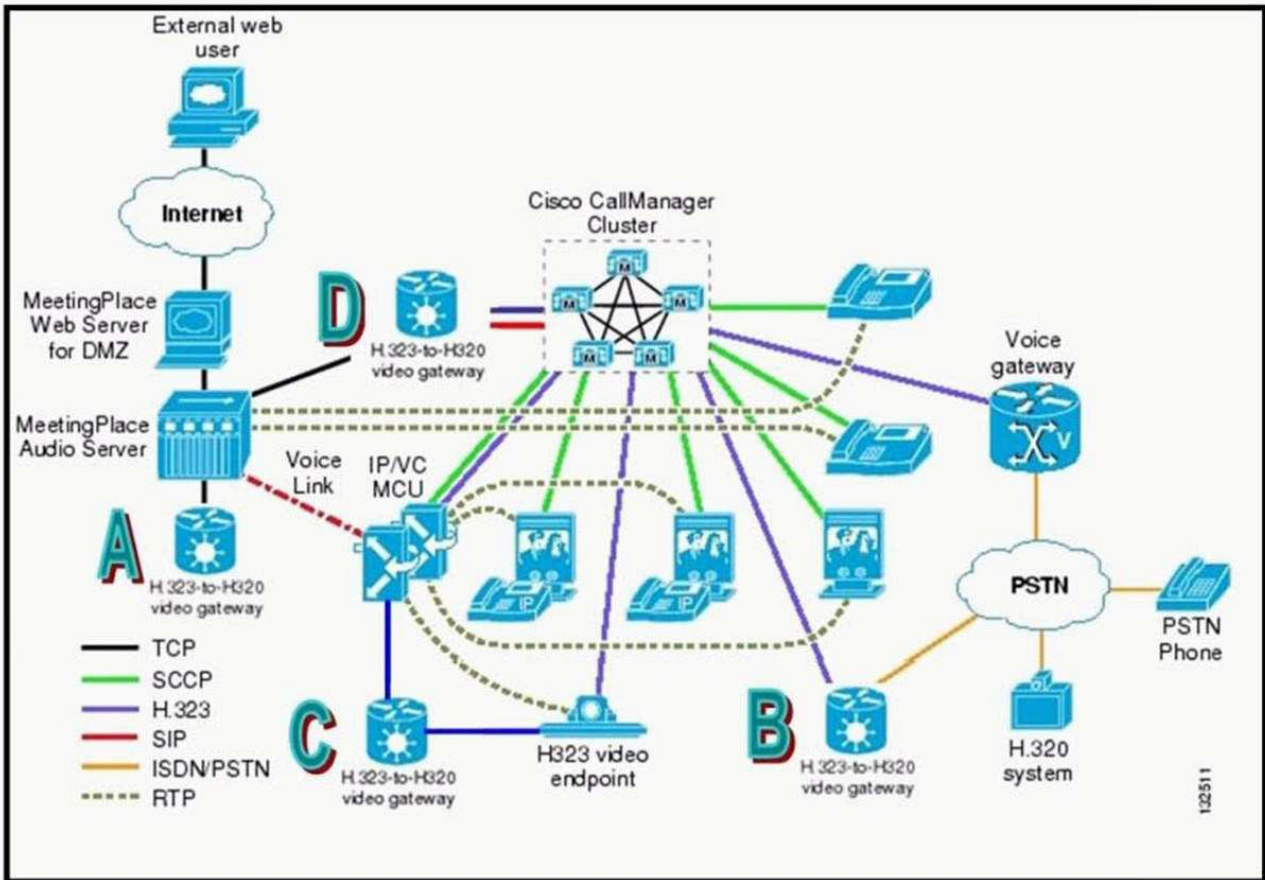 External web
user
Internet
Cisco CallManager
Cluster
M
M
M
M
M
MeetingPlace
Web Server
for DMZ
D
H.323-to-H320
video gateway
Voice
gateway
V
MeetingPlace
Audio Server
Voice
Link
IP/VC
MCU
A
H.323-to-H320
video gateway
IP
IP
PSTN
PSTN
Phone
TCP
SCCP
H.323
SIP
ISDN/PSTN
RTP
C
H.323-to-H320
video gateway
H323 video
endpoint
B
H.323-to-H320
video gateway
H.320
system
132511